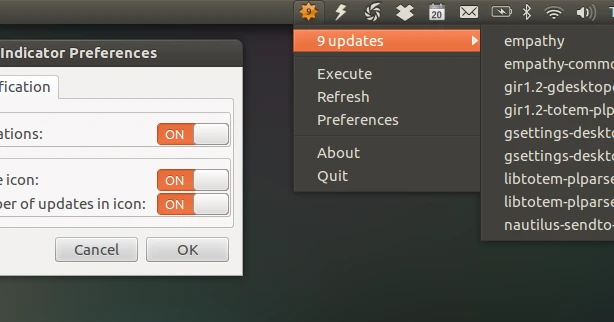 9
20
Indicator Preferences
ification
ations:
ON
e icon:
ON
ber of updates in icon:
ON
Cancel
OK
9 updates
Execute
Refresh
Preferences
About
Quit
empathy
empathy-commo
gir1.2-gdesktop
gir1.2-totem-plp
gsettings-deskto
gsettings-deskto
libtotem-plparse
libtotem-plparse
nautilus-sendto-